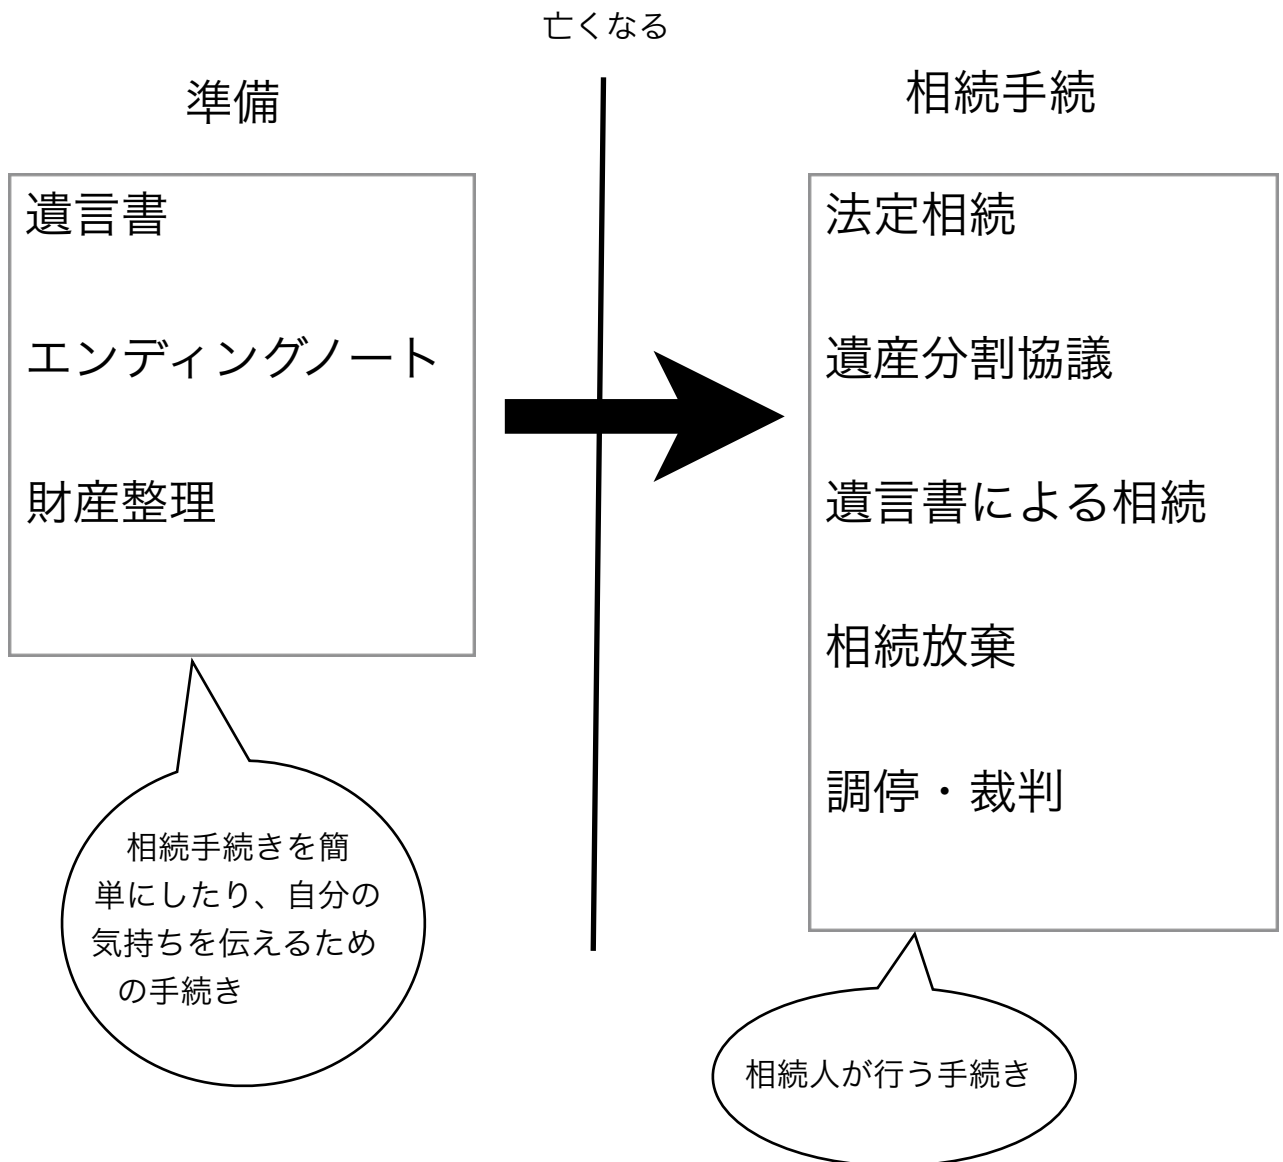 亡くなる
準備
相続手続
遺言書
エンディングノート
財産整理
法定相続
遺産分割協議
遺言書による相続
相続放棄
調停・裁判
相続手続きを簡
単にしたり、自分の
気持ちを伝えるため
の手続き
相続人が行う手続き